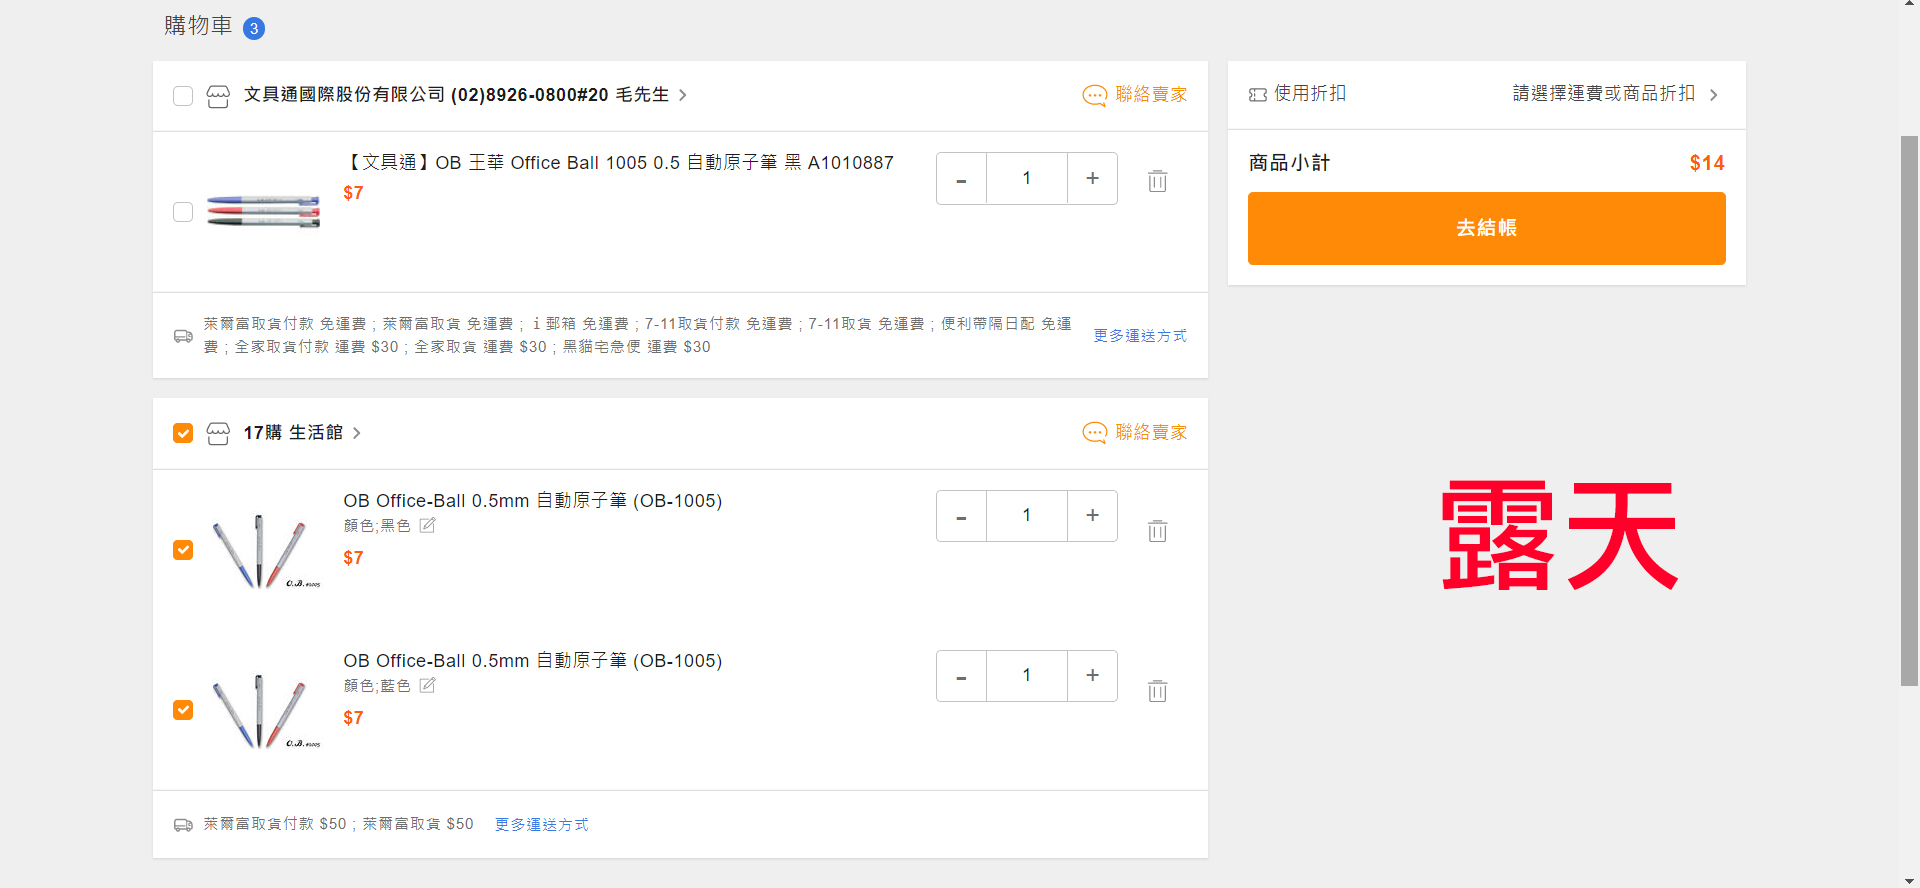 購物車 3
文具通國際股份有限公司 (02)8926-0800#20 毛先生
聯絡賣家
【文具通】OB 王華 Office Ball 1005 0.5 自動原子筆 黑 A1010887
$7
- 1 +
萊爾富取貨付款 免運費 ; 萊爾富取貨 免運費 ; ｉ郵箱 免運費 ; 7-11取貨付款 免運費 ; 7-11取貨 免運費 ; 便利帶隔日配 免運
費 ; 全家取貨付款 運費 $30 ; 全家取貨 運費 $30 ; 黑貓宅急便 運費 $30
更多運送方式
17購 生活館
聯絡賣家
OB Office-Ball 0.5mm 自動原子筆 (OB-1005)
顏色;黑色
$7
- 1 +
O.B. #1005
OB Office-Ball 0.5mm 自動原子筆 (OB-1005)
顏色;藍色
$7
- 1 +
O.B. #1005
萊爾富取貨付款 $50 ; 萊爾富取貨 $50
更多運送方式
使用折扣
請選擇運費或商品折扣
商品小計
$14
去結帳
露天